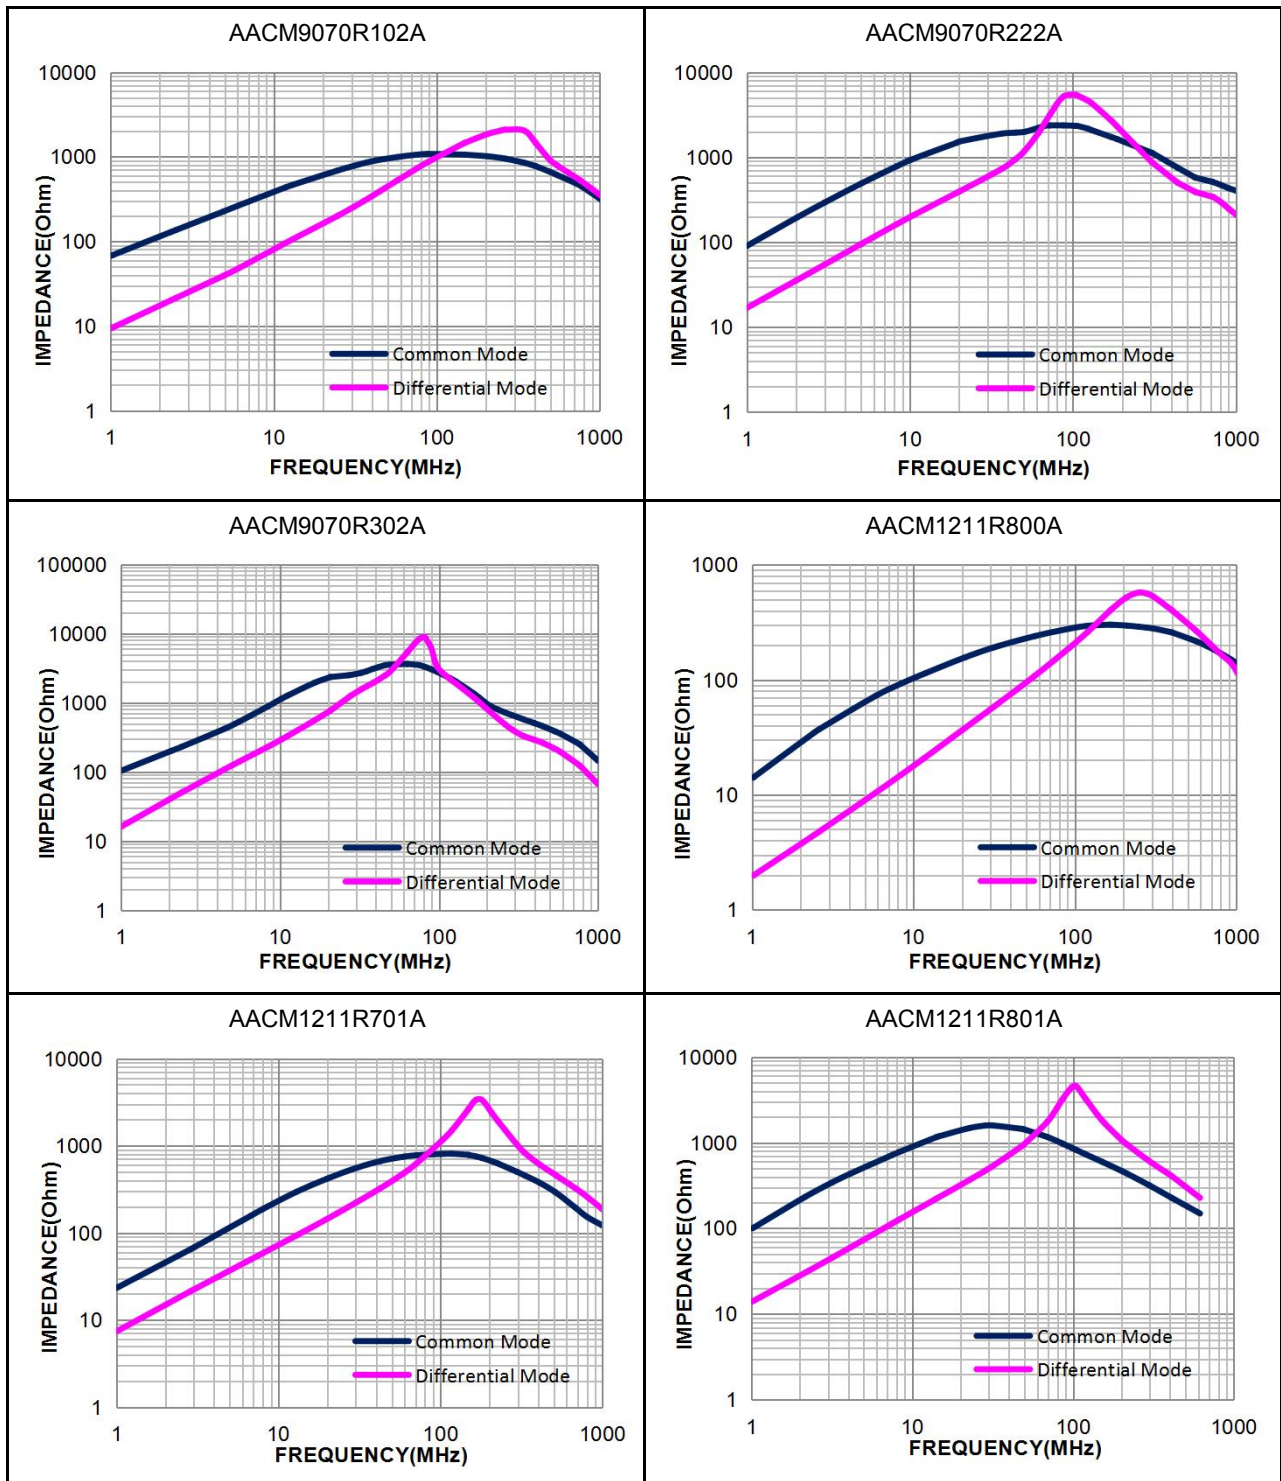 AACM9070R102A
10000
1000
100
10
1
IMPEDANCE(Ohm)
Common Mode
Differential Mode
1 10 100 1000
FREQUENCY(MHz)
AACM9070R222A
10000
1000
100
10
1
IMPEDANCE(Ohm)
Common Mode
Differential Mode
1 10 100 1000
FREQUENCY(MHz)
AACM9070R302A
100000
10000
1000
100
10
1
IMPEDANCE(Ohm)
Common Mode
Differential Mode
1 10 100 1000
FREQUENCY(MHz)
AACM1211R800A
1000
100
10
1
IMPEDANCE(Ohm)
Common Mode
Differential Mode
1 10 100 1000
FREQUENCY(MHz)
AACM1211R701A
10000
1000
100
10
1
IMPEDANCE(Ohm)
Common Mode
Differential Mode
1 10 100 1000
FREQUENCY(MHz)
AACM1211R801A
10000
1000
100
10
1
IMPEDANCE(Ohm)
Common Mode
Differential Mode
1 10 100 1000
FREQUENCY(MHz)